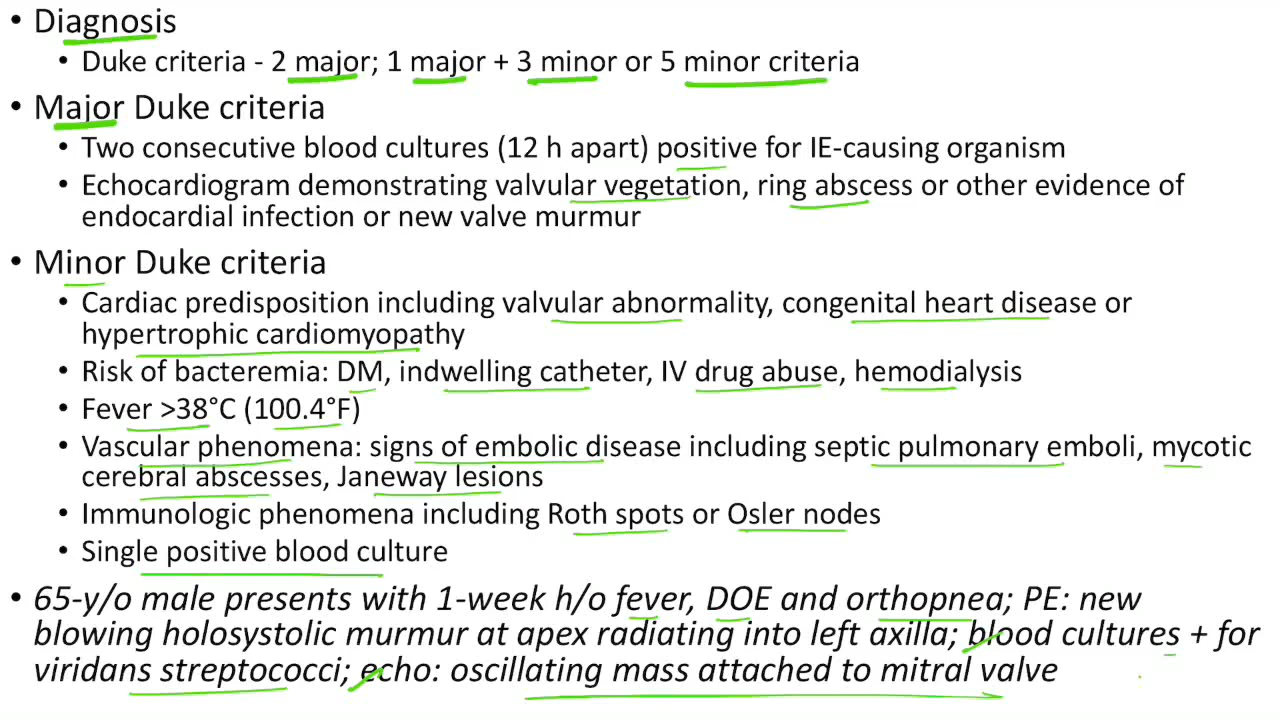 • Diagnosis
• Duke criteria - 2 major; 1 major + 3 minor or 5 minor criteria
• Major Duke criteria
• Two consecutive blood cultures (12 h apart) positive for IE-causing organism
• Echocardiogram demonstrating valvular vegetation, ring abscess or other evidence of
endocardial infection or new valve murmur
• Minor Duke criteria
• Cardiac predisposition including valvular abnormality, congenital heart disease or
hypertrophic cardiomyopathy
• Risk of bacteremia: DM, indwelling catheter, IV drug abuse, hemodialysis
• Fever >38°C (100.4°F)
• Vascular phenomena: signs of embolic disease including septic pulmonary emboli, mycotic
cerebral abscesses, Janeway lesions
• Immunologic phenomena including Roth spots or Osler nodes
• Single positive blood culture
• 65-y/o male presents with 1-week h/o fever, DOE and orthopnea; PE: new
blowing holosystolic murmur at apex radiating into left axilla; blood cultures + for
viridans streptococci; echo: oscillating mass attached to mitral valve